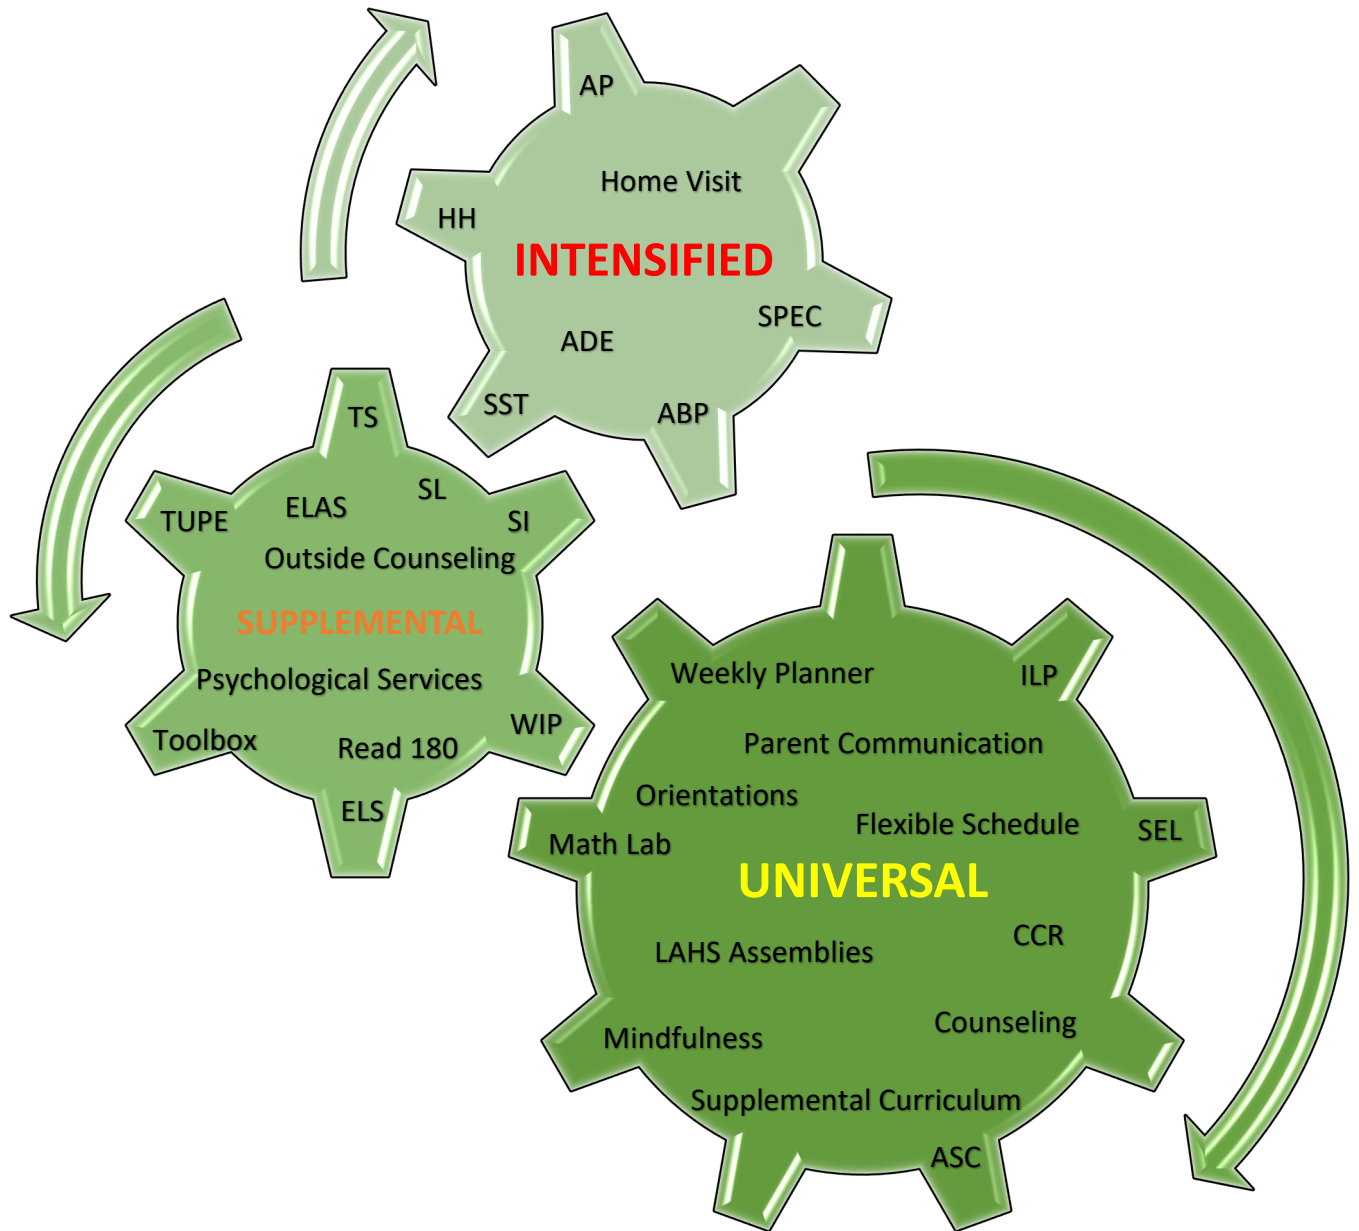 AP
Home Visit
HH
INTENSIFIED
SPEC
ADE
SST
ABP
TS
SL
ELAS
TUPE
SI
Outside Counseling
SUPPLEMENTAL
Psychological Services
WIP
Toolbox
Read 180
ELS
Weekly Planner
ILP
Parent Communication
Orientations
Flexible Schedule
SEL
Math Lab
UNIVERSAL
CCR
LAHS Assemblies
Counseling
Mindfulness
Supplemental Curriculum
ASC